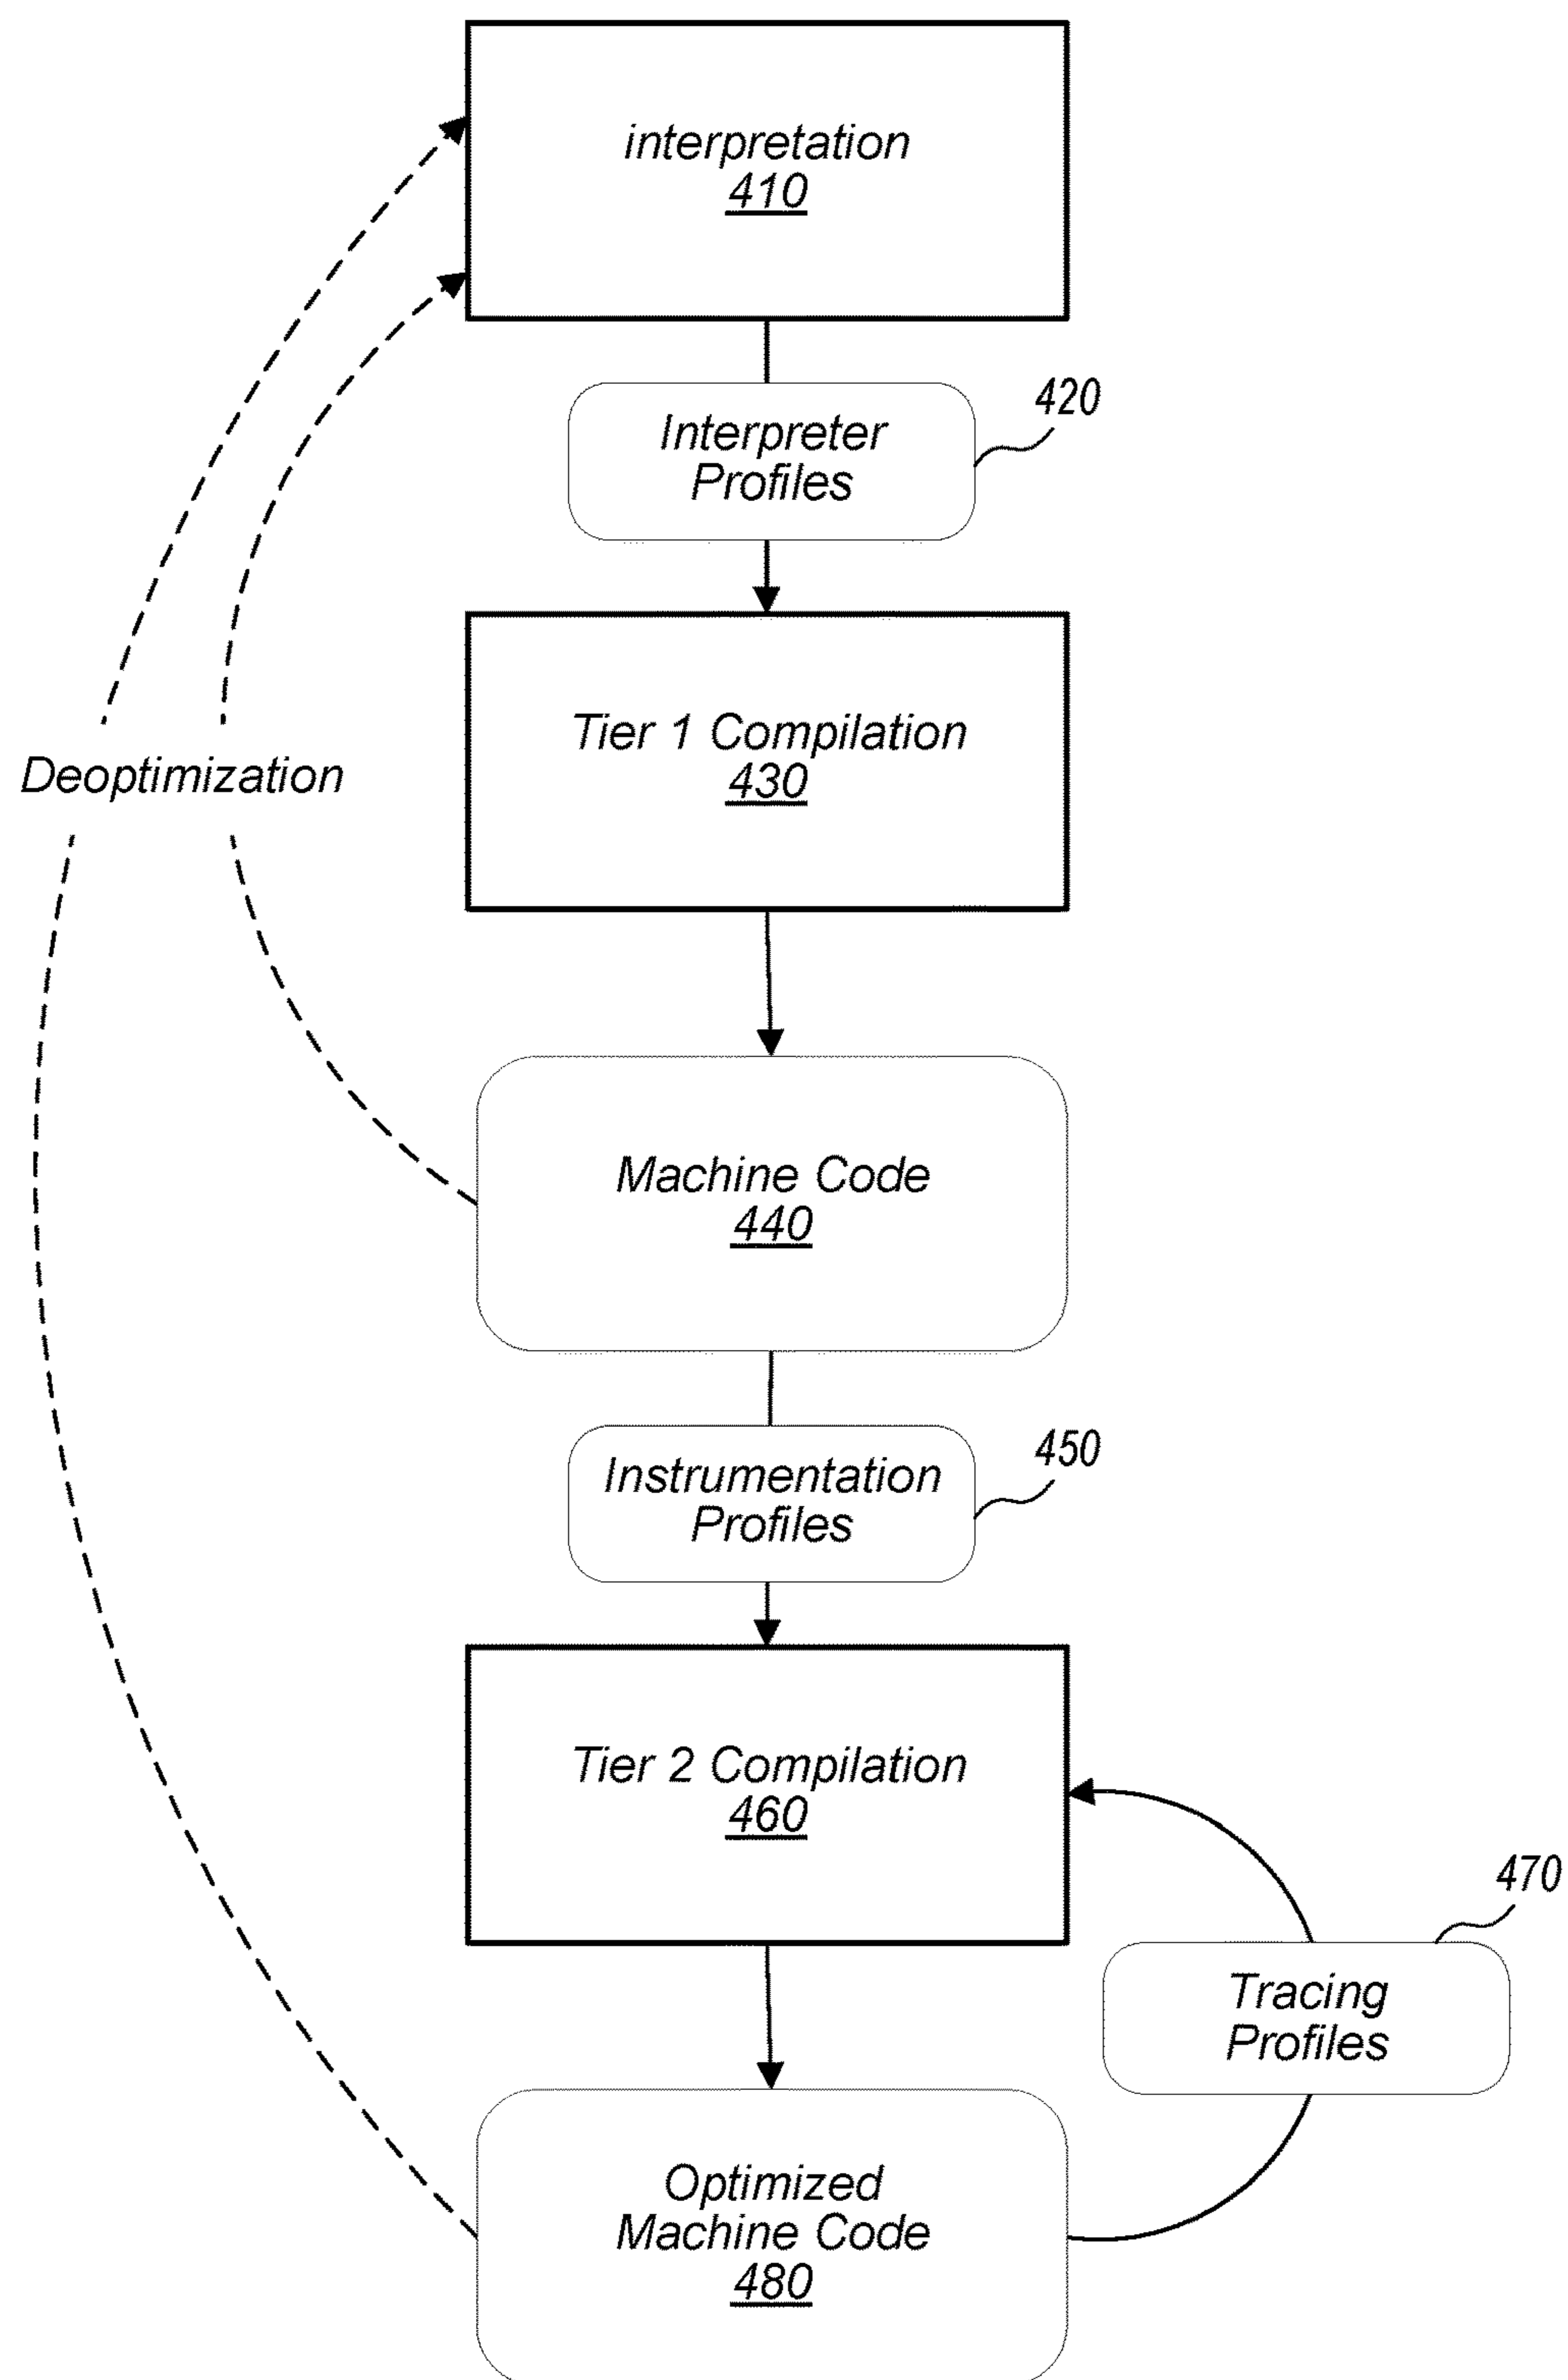 interpretation
410
Interpreter
Profiles
420
Tier 1 Compilation
430
Deoptimization
Machine Code
440
Instrumentation
Profiles
450
Tier 2 Compilation
460
470
Tracing
Profiles
Optimized
Machine Code
480